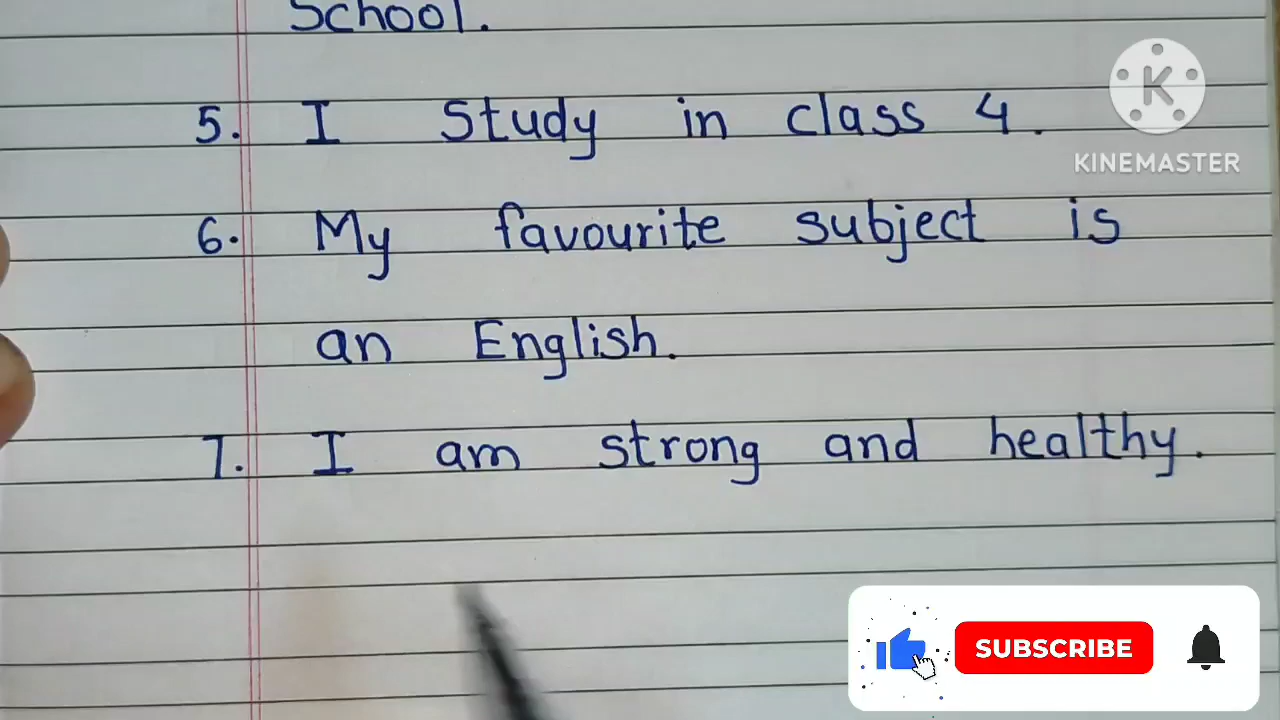 School.
5. I Study in class 4.
6. My favourite subject is
an English.
7. I am strong and healthy.
KINEMASTER
SUBSCRIBE